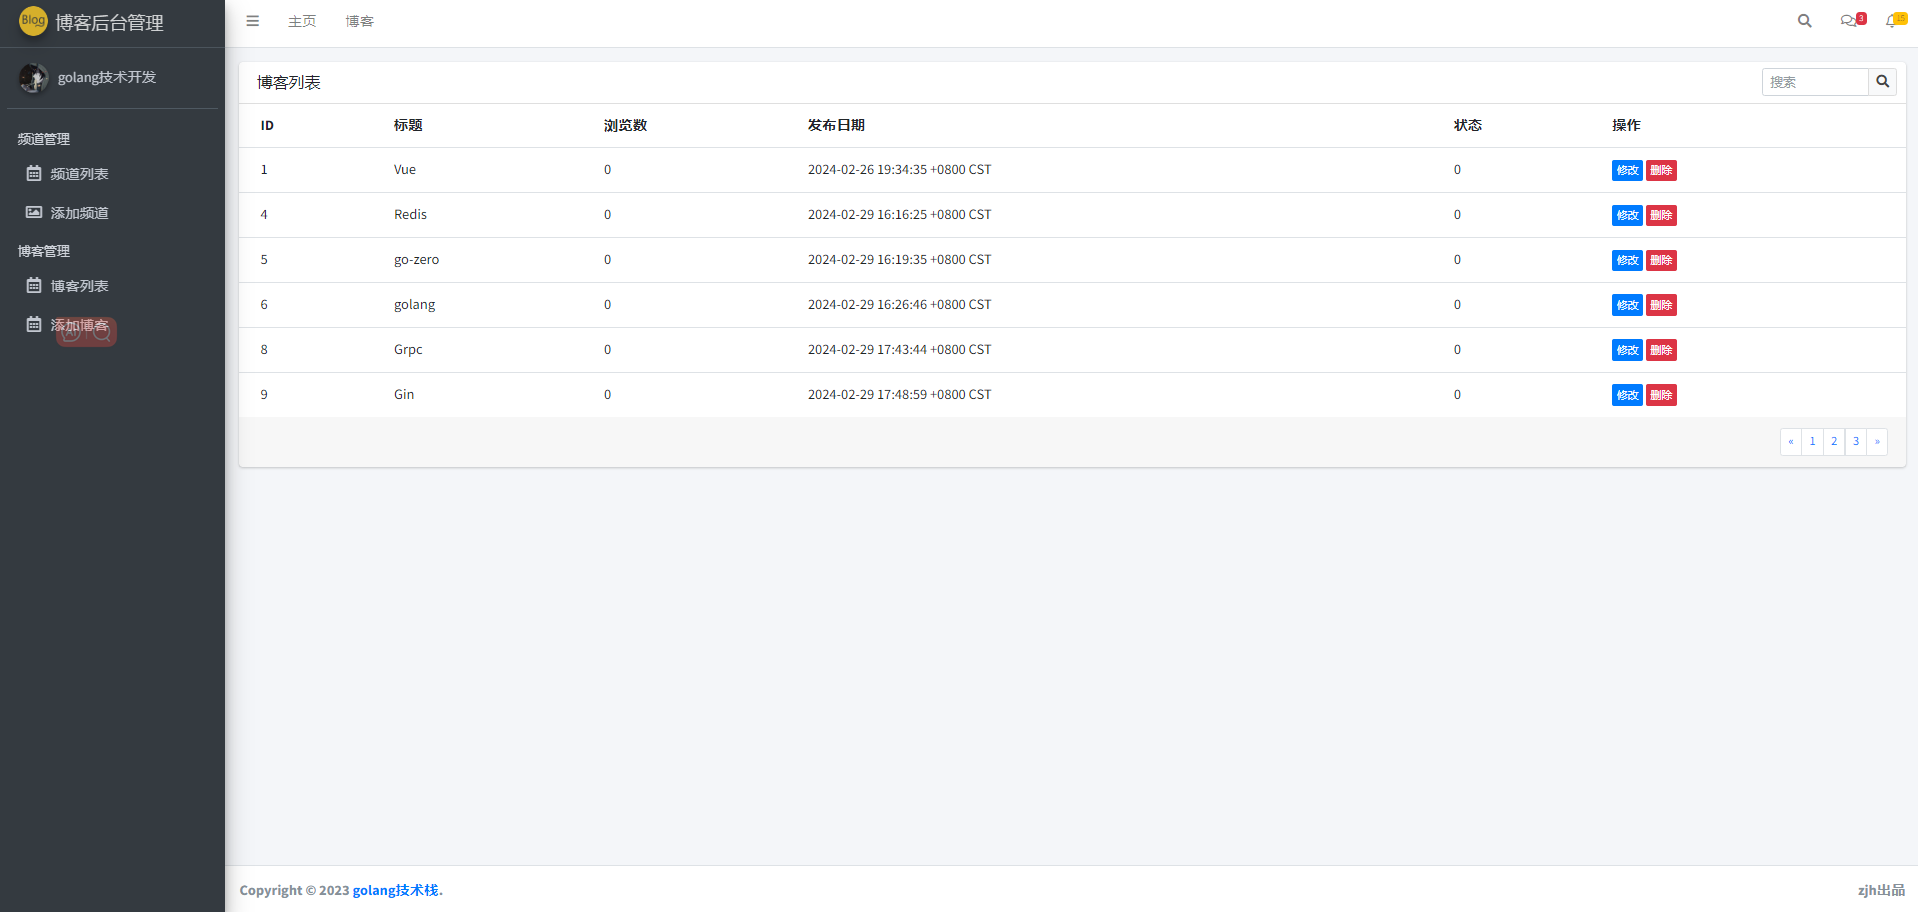 Blog 博客后台管理
golang技术开发
频道管理
频道列表
添加频道
博客管理
博客列表
添加博客
主页 博客
3 15
博客列表 搜索
ID 标题 浏览数 发布日期 状态 操作
1 Vue 0 2024-02-26 19:34:35 +0800 CST 0 修改 删除
4 Redis 0 2024-02-29 16:16:25 +0800 CST 0 修改 删除
5 go-zero 0 2024-02-29 16:19:35 +0800 CST 0 修改 删除
6 golang 0 2024-02-29 16:26:46 +0800 CST 0 修改 删除
8 Grpc 0 2024-02-29 17:43:44 +0800 CST 0 修改 删除
9 Gin 0 2024-02-29 17:48:59 +0800 CST 0 修改 删除
« 1 2 3 »
Copyright © 2023 golang技术栈. zjh出品